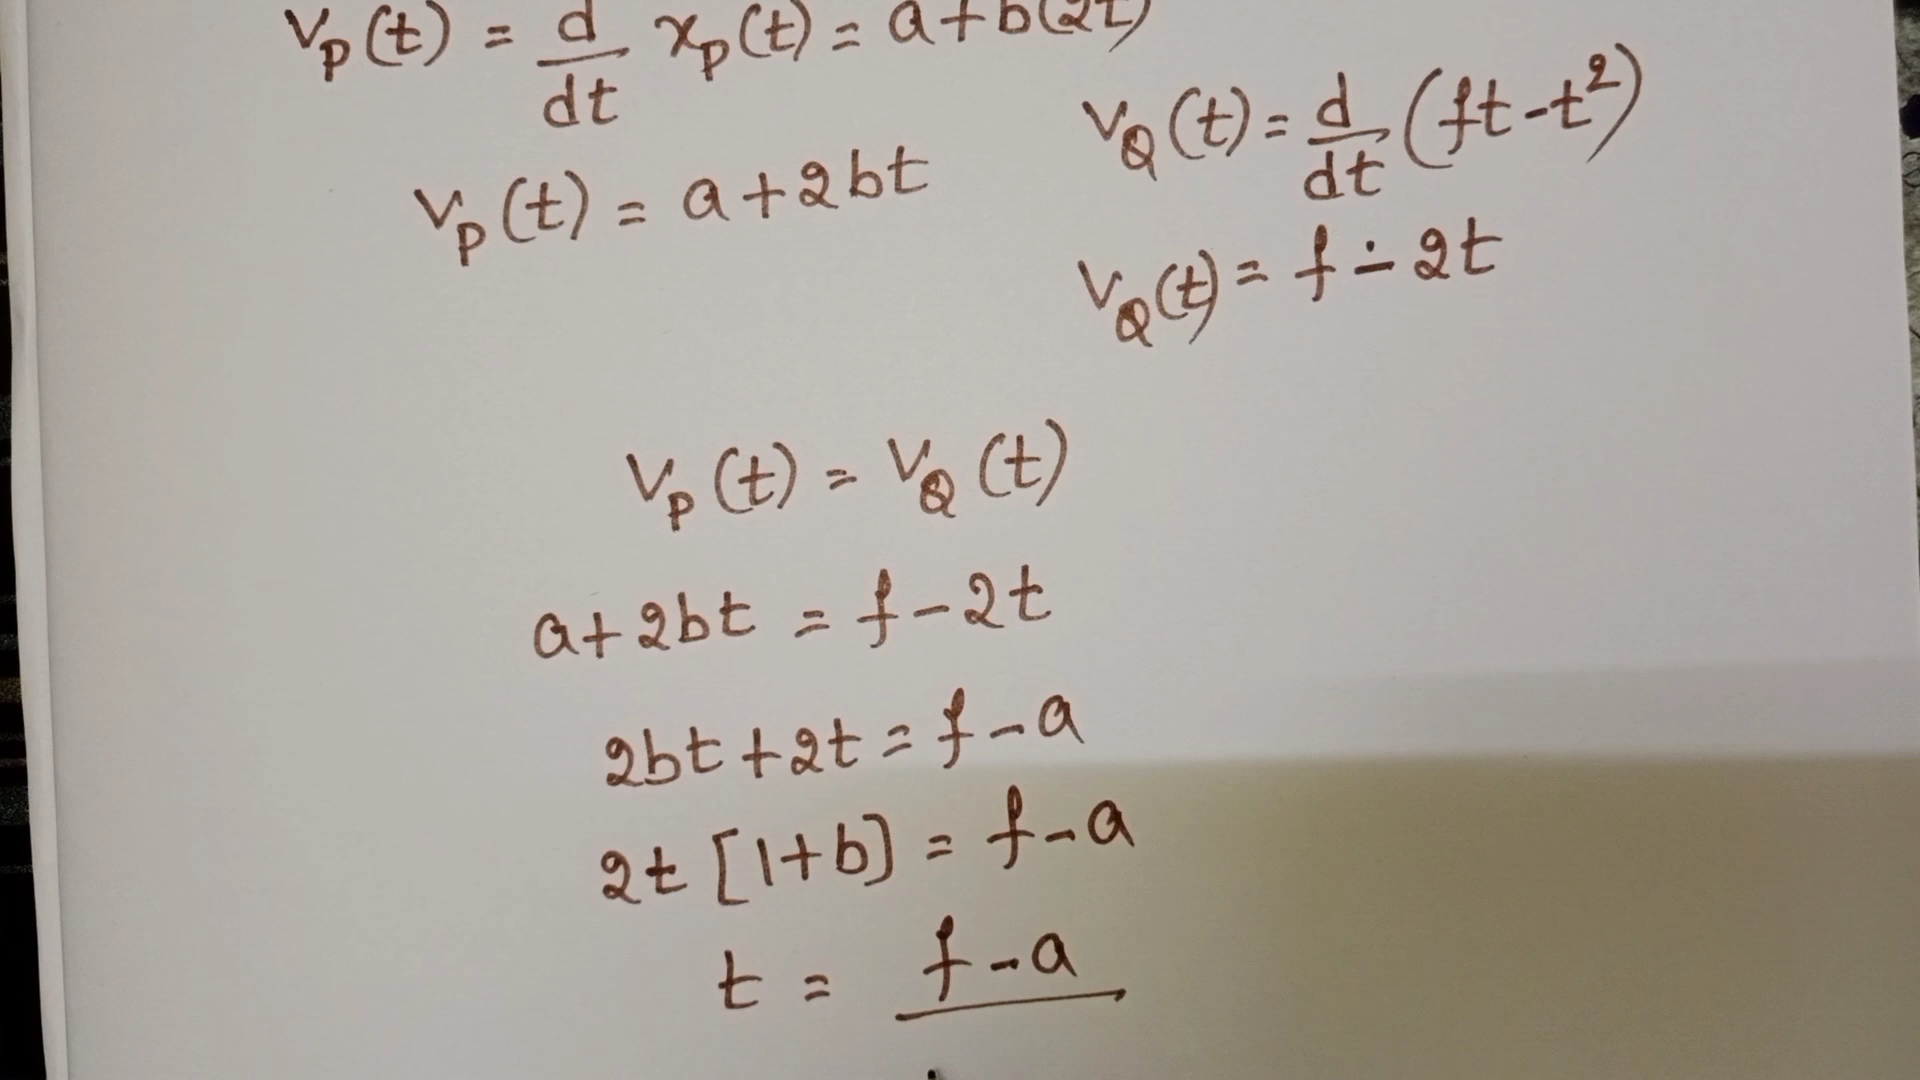 Vp(t) = d/dt xp(t) = a+b(2t)
Vp(t) = a+2bt
VQ(t) = d/dt (ft-t²)
VQ(t) = f ∸ 2t
Vp(t) = VQ(t)
a+2bt = f-2t
2bt+2t = f-a
2t[1+b] = f-a
t = f-a